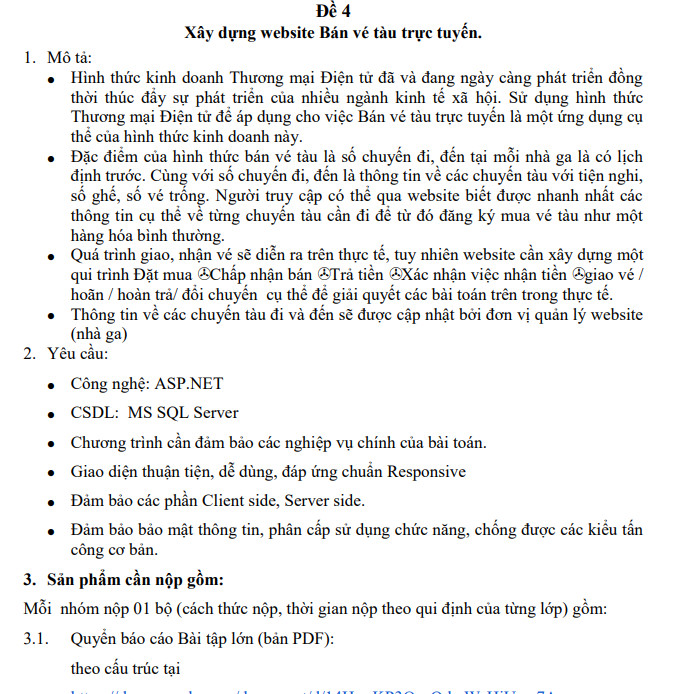 Đề 4
Xây dựng website Bán vé tàu trực tuyến.
1. Mô tả:
• Hình thức kinh doanh Thương mại Điện tử đã và đang ngày càng phát triển đồng
thời thúc đẩy sự phát triển của nhiều ngành kinh tế xã hội. Sử dụng hình thức
Thương mại Điện tử để áp dụng cho việc Bán vé tàu trực tuyến là một ứng dụng cụ
thể của hình thức kinh doanh này.
• Đặc điểm của hình thức bán vé tàu là số chuyến đi, đến tại mỗi nhà ga là có lịch
định trước. Cùng với số chuyến đi, đến là thông tin về các chuyến tàu với tiện nghi,
số ghế, số vé trống. Người truy cập có thể qua website biết được nhanh nhất các
thông tin cụ thể về từng chuyến tàu cần đi để từ đó đăng ký mua vé tàu như một
hàng hóa bình thường.
• Quá trình giao, nhận vé sẽ diễn ra trên thực tế, tuy nhiên website cần xây dựng một
qui trình Đặt mua Chấp nhận bán Trả tiền Xác nhận việc nhận tiền giao vé /
hoãn / hoàn trả/ đổi chuyến cụ thể để giải quyết các bài toán trên trong thực tế.
• Thông tin về các chuyến tàu đi và đến sẽ được cập nhật bởi đơn vị quản lý website
(nhà ga)
2. Yêu cầu:
• Công nghệ: ASP.NET
• CSDL: MS SQL Server
• Chương trình cần đảm bảo các nghiệp vụ chính của bài toán.
• Giao diện thuận tiện, dễ dùng, đáp ứng chuẩn Responsive
• Đảm bảo các phần Client side, Server side.
• Đảm bảo bảo mật thông tin, phân cấp sử dụng chức năng, chống được các kiểu tấn
công cơ bản.
3. Sản phẩm cần nộp gồm:
Mỗi nhóm nộp 01 bộ (cách thức nộp, thời gian nộp theo qui định của từng lớp) gồm:
3.1. Quyển báo cáo Bài tập lớn (bản PDF):
theo cấu trúc tại